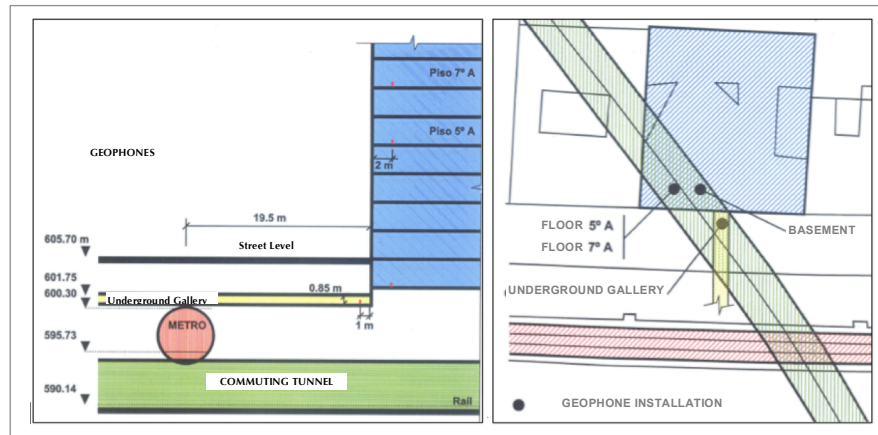 Piso 7º A
Piso 5º A
GEOPHONES
2 m
19.5 m
605.70 m
Street Level
601.75
600.30
Underground Gallery
0.85 m
METRO
1 m
595.73
COMMUTING TUNNEL
590.14
Rail
FLOOR 5º A
FLOOR 7º A
BASEMENT
UNDERGROUND GALLERY
GEOPHONE INSTALLATION